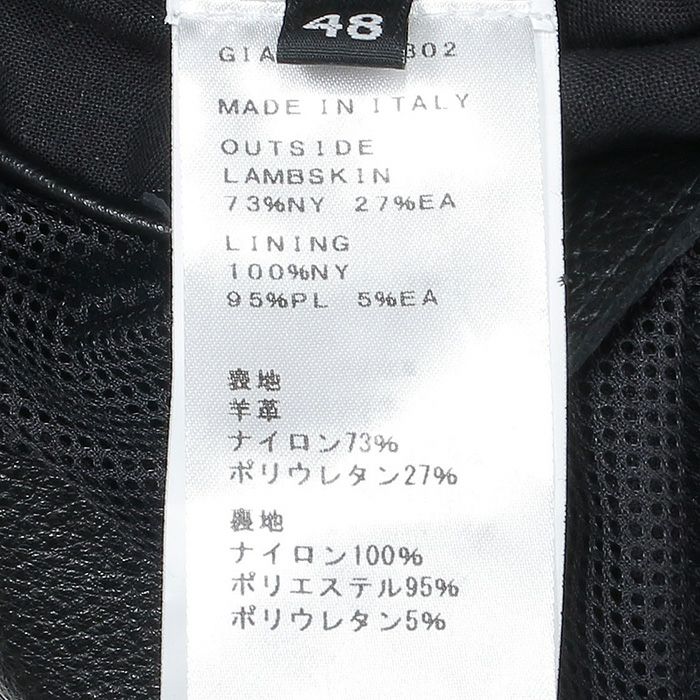 48
GIA 302
MADE IN ITALY
OUTSIDE
LAMBSKIN
73%NY 27%EA
LINING
100%NY
95%PL 5%EA
表地
羊革
ナイロン73%
ポリウレタン27%
裏地
ナイロン100%
ポリエステル95%
ポリウレタン5%